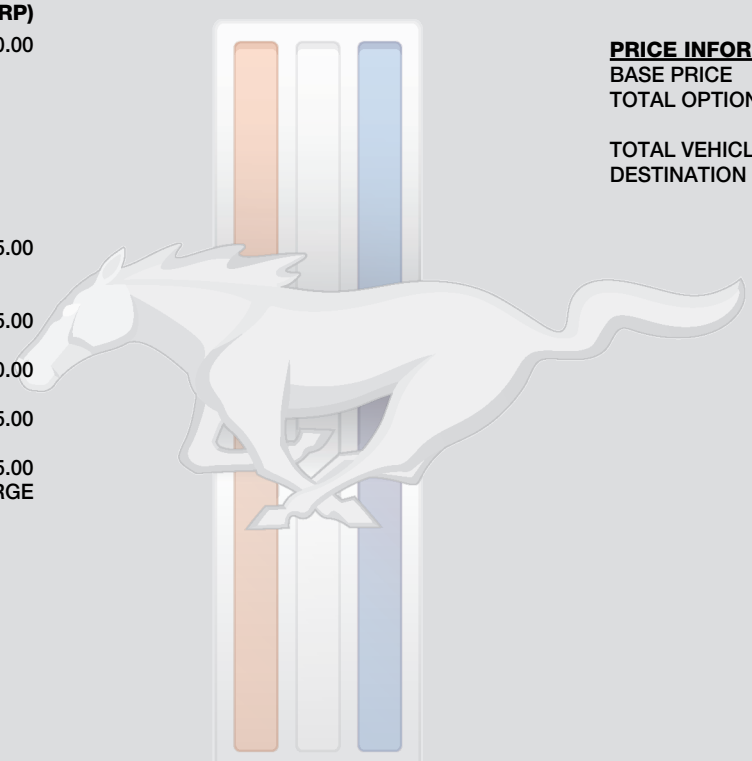 RP)
0.00
5.00
5.00
0.00
5.00
5.00
RGE
PRICE INFOR
BASE PRICE
TOTAL OPTION
TOTAL VEHICL
DESTINATION